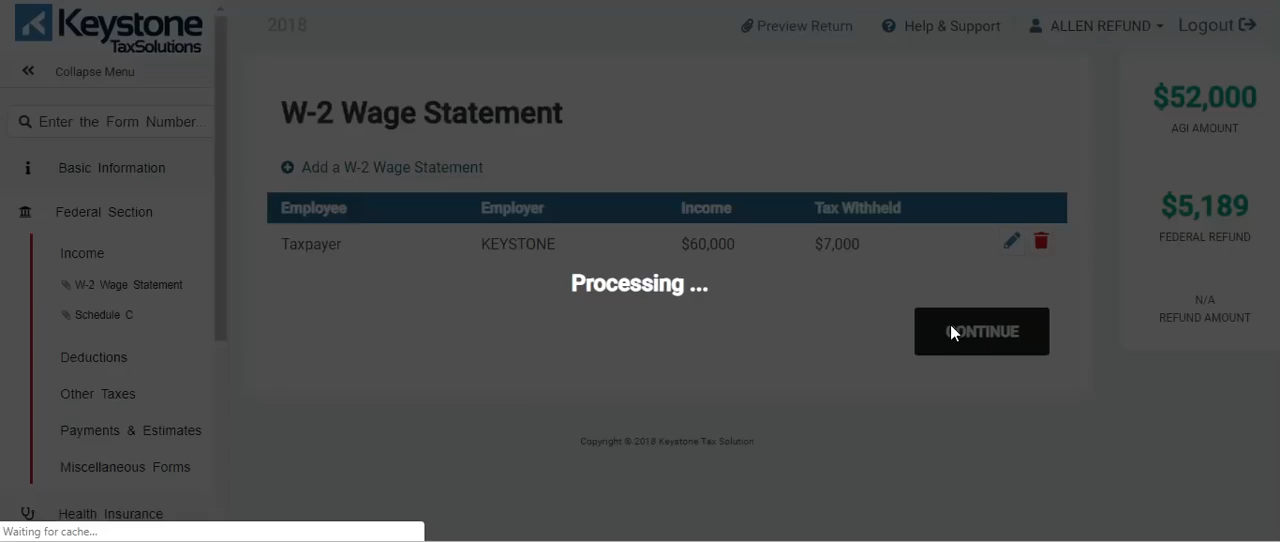 Keystone
TaxSolutions
2018
Preview Return
Help & Support
ALLEN REFUND
Logout
Collapse Menu
Enter the Form Number...
Basic Information
Federal Section
Income
W-2 Wage Statement
Schedule C
Deductions
Other Taxes
Payments & Estimates
Miscellaneous Forms
Health Insurance
W-2 Wage Statement
Add a W-2 Wage Statement
Employee Employer Income Tax Withheld
Taxpayer KEYSTONE $60,000 $7,000
Processing ...
CONTINUE
Copyright © 2018 Keystone Tax Solution
$52,000
AGI AMOUNT
$5,189
FEDERAL REFUND
N/A
REFUND AMOUNT
Waiting for cache...